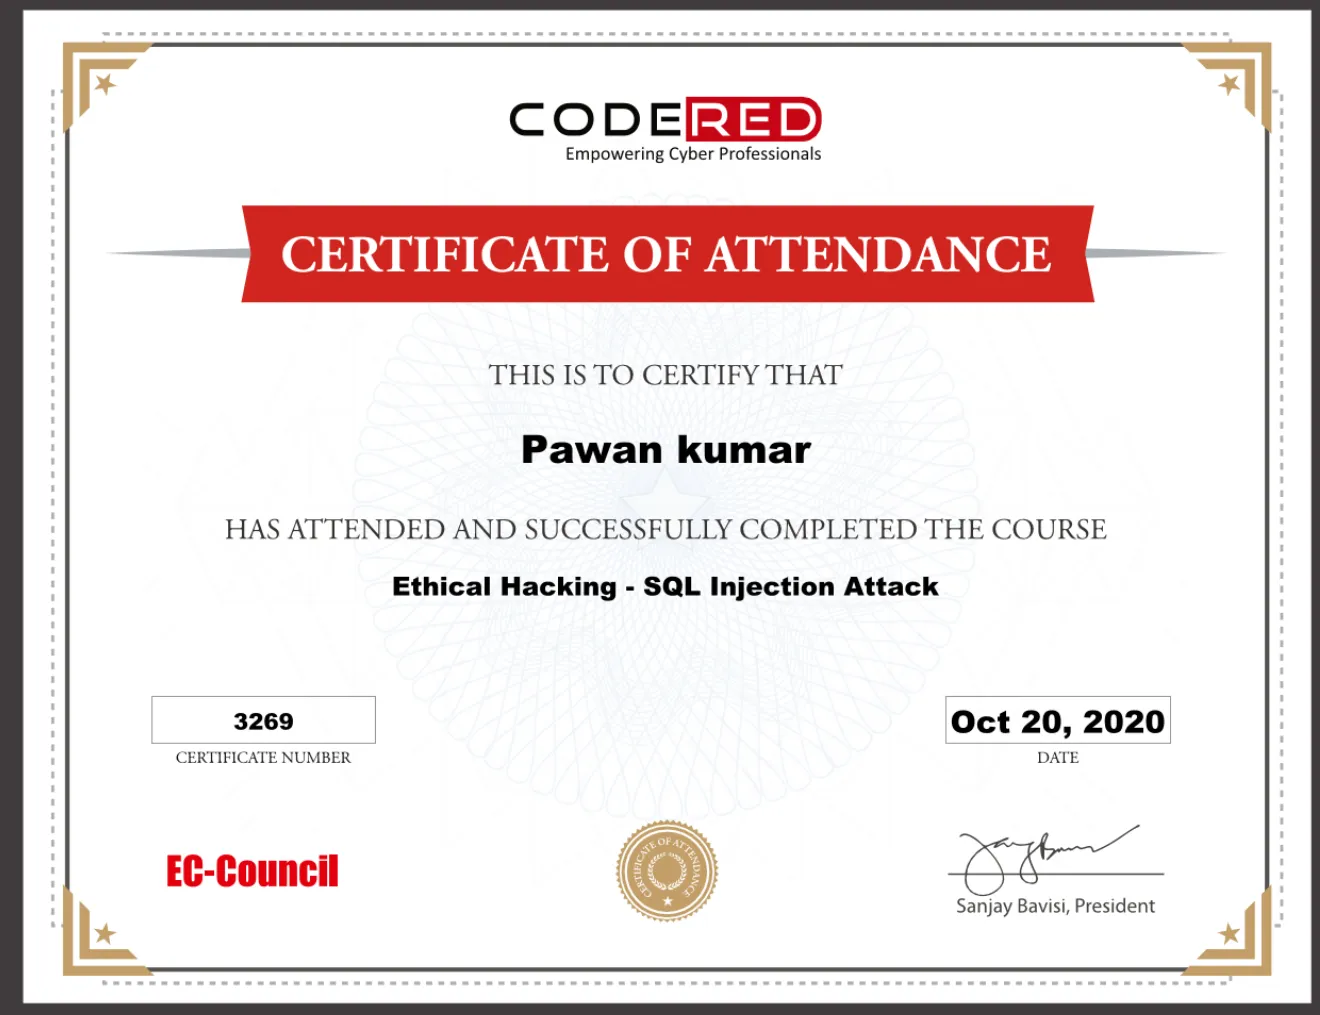 CODERED
Empowering Cyber Professionals
CERTIFICATE OF ATTENDANCE
THIS IS TO CERTIFY THAT
Pawan kumar
HAS ATTENDED AND SUCCESSFULLY COMPLETED THE COURSE
Ethical Hacking - SQL Injection Attack
3269
CERTIFICATE NUMBER
Oct 20, 2020
DATE
EC-Council
CERTIFICATE OF ATTENDANCE
Sanjay Bavisi, President